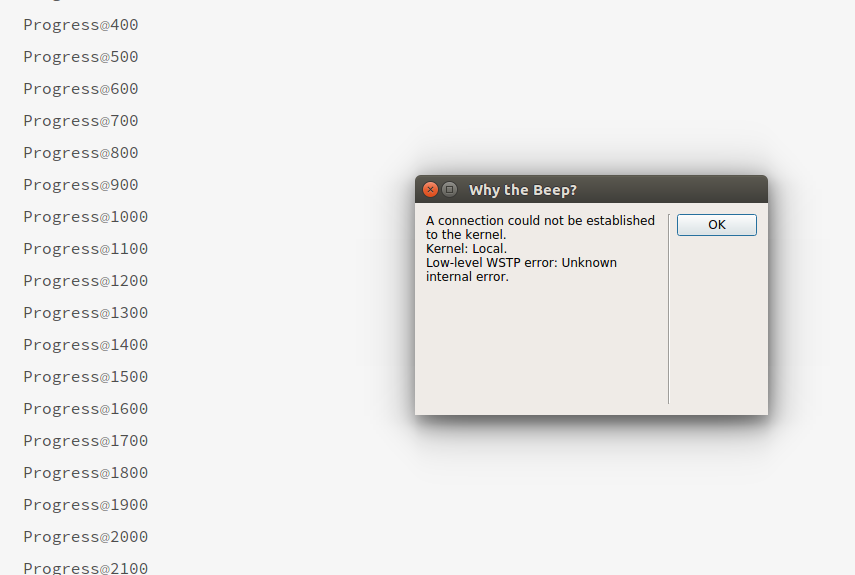 Progress@400
Progress@500
Progress@600
Progress@700
Progress@800
Progress@900
Progress@1000
Progress@1100
Progress@1200
Progress@1300
Progress@1400
Progress@1500
Progress@1600
Progress@1700
Progress@1800
Progress@1900
Progress@2000
Progress@2100
Why the Beep?
A connection could not be established
to the kernel.
Kernel: Local.
Low-level WSTP error: Unknown
internal error.
OK